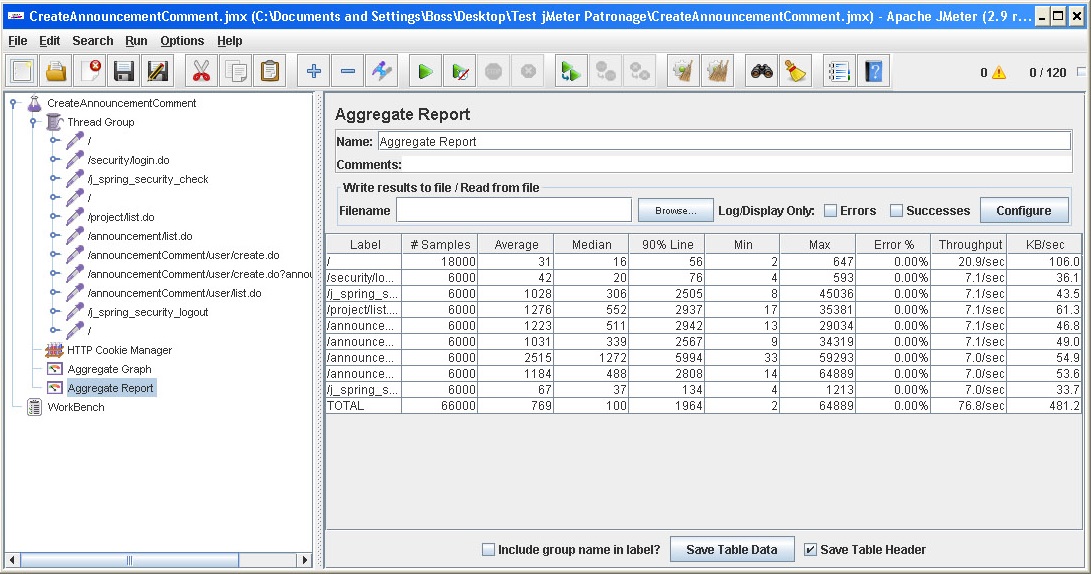 CreateAnnouncementComment.jmx (C:\Documents and Settings\Boss\Desktop\Test jMeter Patronage\CreateAnnouncementComment.jmx) - Apache JMeter (2.9 r...
File Edit Search Run Options Help
0 0 / 120
CreateAnnouncementComment
Thread Group
/
/security/login.do
/j_spring_security_check
/
/project/list.do
/announcement/list.do
/announcementComment/user/create.do
/announcementComment/user/create.do?annou
/announcementComment/user/list.do
/j_spring_security_logout
/
HTTP Cookie Manager
Aggregate Graph
Aggregate Report
WorkBench
Aggregate Report
Name: Aggregate Report
Comments:
Write results to file / Read from file
Filename Browse... Log/Display Only: Errors Successes Configure
Label # Samples Average Median 90% Line Min Max Error % Throughput KB/sec
/ 18000 31 16 56 2 647 0.00% 20.9/sec 106.0
/security/lo... 6000 42 20 76 4 593 0.00% 7.1/sec 36.1
/j_spring_s... 6000 1028 306 2505 8 45036 0.00% 7.1/sec 43.5
/project/list.... 6000 1276 552 2937 17 35381 0.00% 7.1/sec 61.3
/announce... 6000 1223 511 2942 13 29034 0.00% 7.1/sec 46.8
/announce... 6000 1031 339 2567 9 34319 0.00% 7.1/sec 49.0
/announce... 6000 2515 1272 5994 33 59293 0.00% 7.0/sec 54.9
/announce... 6000 1184 488 2808 14 64889 0.00% 7.0/sec 53.6
/j_spring_s... 6000 67 37 134 4 1213 0.00% 7.0/sec 33.7
TOTAL 66000 769 100 1964 2 64889 0.00% 76.8/sec 481.2
Include group name in label? Save Table Data Save Table Header